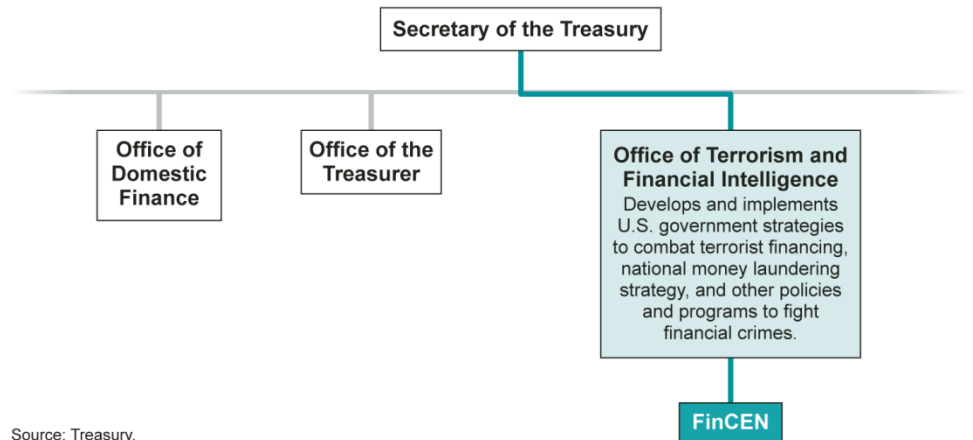 Secretary of the Treasury
Office of
Domestic
Finance
Office of the
Treasurer
Office of Terrorism and
Financial Intelligence
Develops and implements
U.S. government strategies
to combat terrorist financing,
national money laundering
strategy, and other policies
and programs to fight
financial crimes.
FinCEN
Source: Treasury.